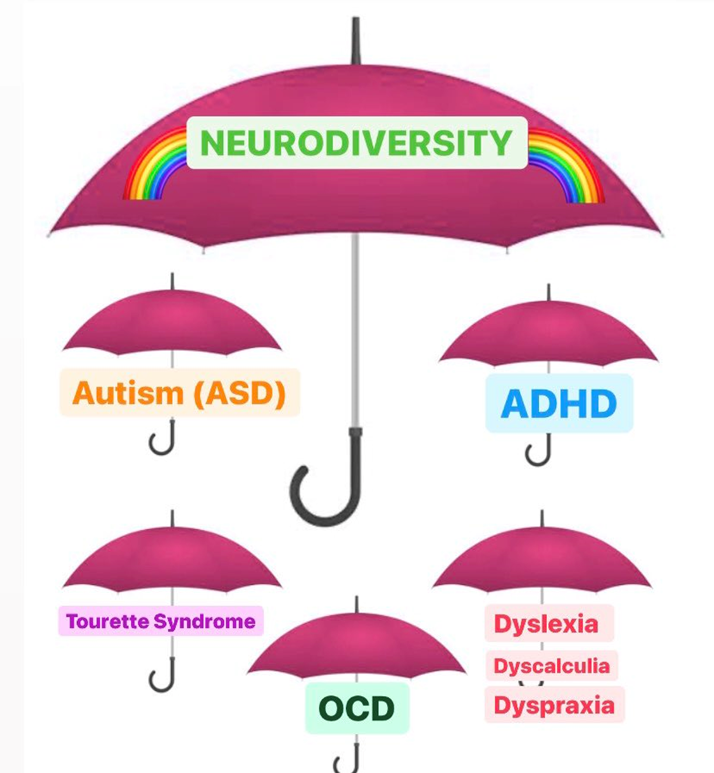 NEURODIVERSITY
Autism (ASD)
ADHD
Tourette Syndrome
Dyslexia
Dyscalculia
Dyspraxia
OCD